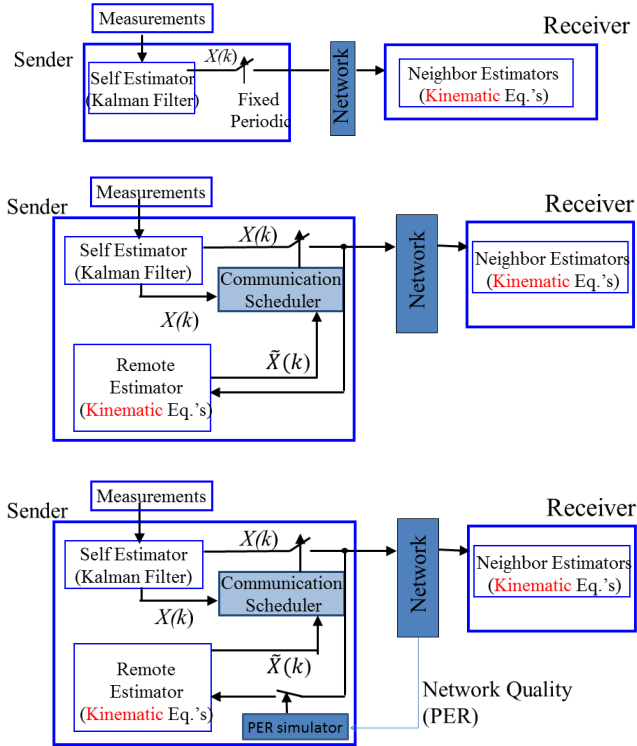 Measurements
Sender
Receiver
X(k)
Self Estimator
(Kalman Filter)
Fixed
Periodic
Network
Neighbor Estimators
(Kinematic Eq.'s)
Measurements
Sender
Receiver
X(k)
Self Estimator
(Kalman Filter)
Communication
Scheduler
X(k)
X̃(k)
Remote
Estimator
(Kinematic Eq.'s)
Network
Neighbor Estimators
(Kinematic Eq.'s)
Measurements
Sender
Receiver
X(k)
Self Estimator
(Kalman Filter)
Communication
Scheduler
X(k)
X̃(k)
Remote
Estimator
(Kinematic Eq.'s)
PER simulator
Network
Neighbor Estimators
(Kinematic Eq.'s)
Network Quality
(PER)